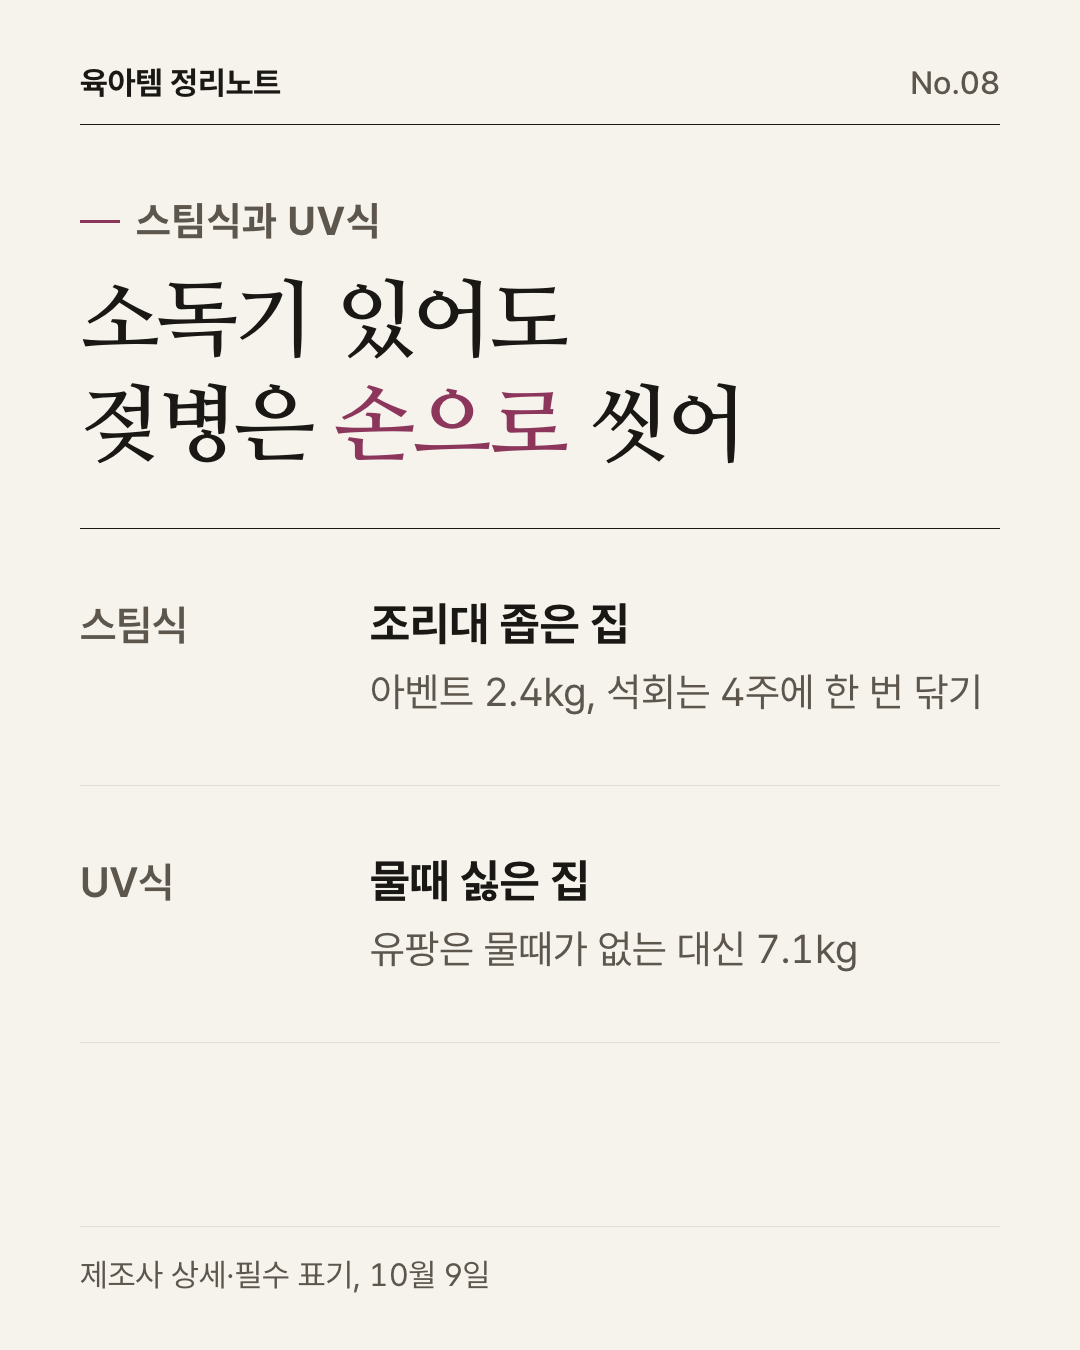 육아템 정리노트
No.08
스팀식과 UV식
소독기 있어도
젖병은 손으로 씻어
스팀식
조리대 좁은 집
아벤트 2.4kg, 석회는 4주에 한 번 닦기
UV식
물때 싫은 집
유팡은 물때가 없는 대신 7.1kg
제조사 상세·필수 표기, 10월 9일